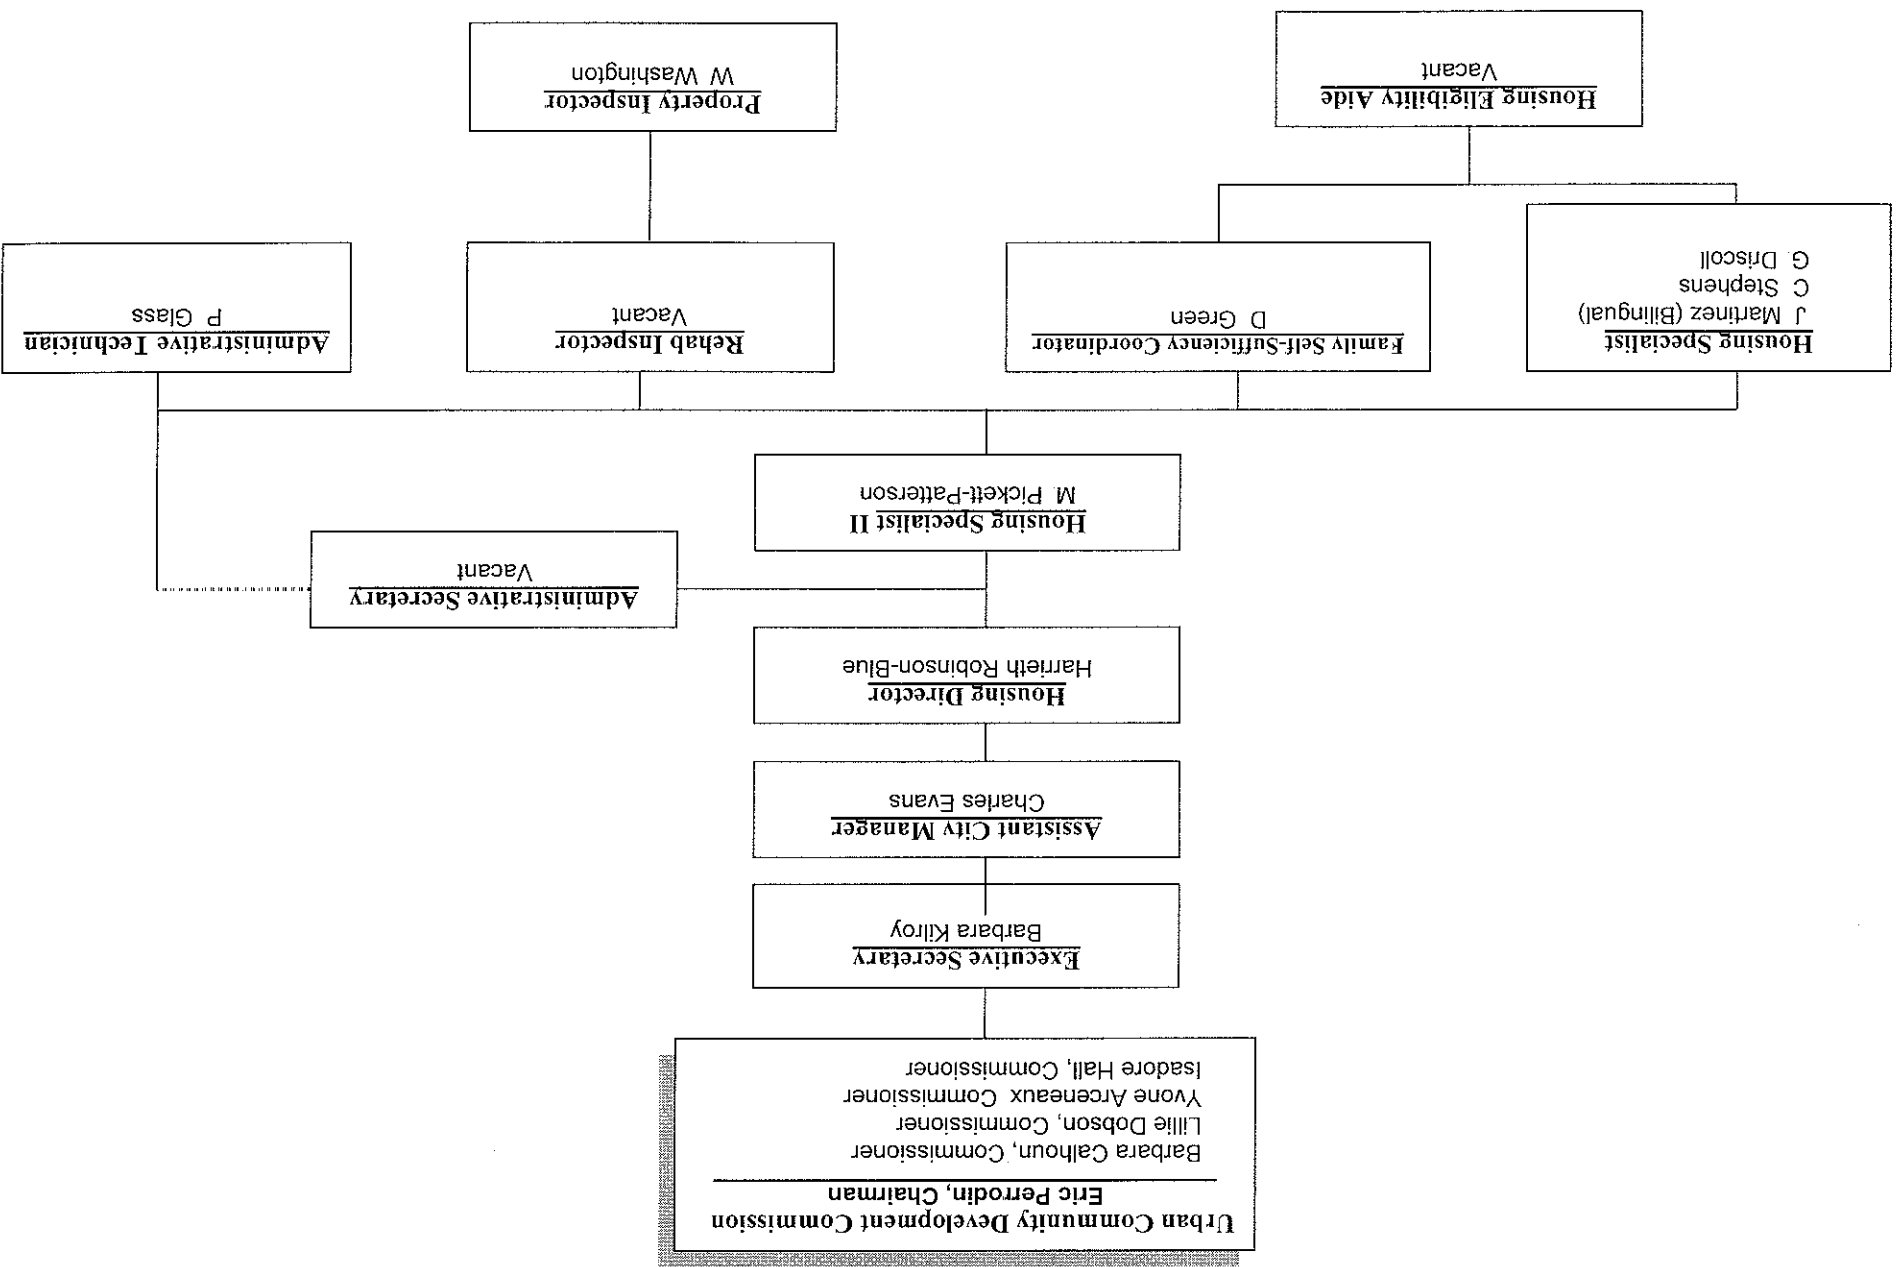 Urban Community Development Commission
Eric Perrodin, Chairman
Barbara Calhoun, Commissioner
Lillie Dobson, Commissioner
Yvone Arceneaux Commissioner
Isadore Hall, Commissioner
Executive Secretary
Barbara Kilroy
Assistant City Manager
Charles Evans
Housing Director
Harrieth Robinson-Blue
Administrative Secretary
Vacant
Housing Specialist II
M. Pickett-Patterson
Housing Specialist
J Martinez (Bilingual)
C Stephens
G. Driscoll
Family Self-Sufficiency Coordinator
D Green
Rehab Inspector
Vacant
Administrative Technician
P Glass
Housing Eligibility Aide
Vacant
Property Inspector
W Washington